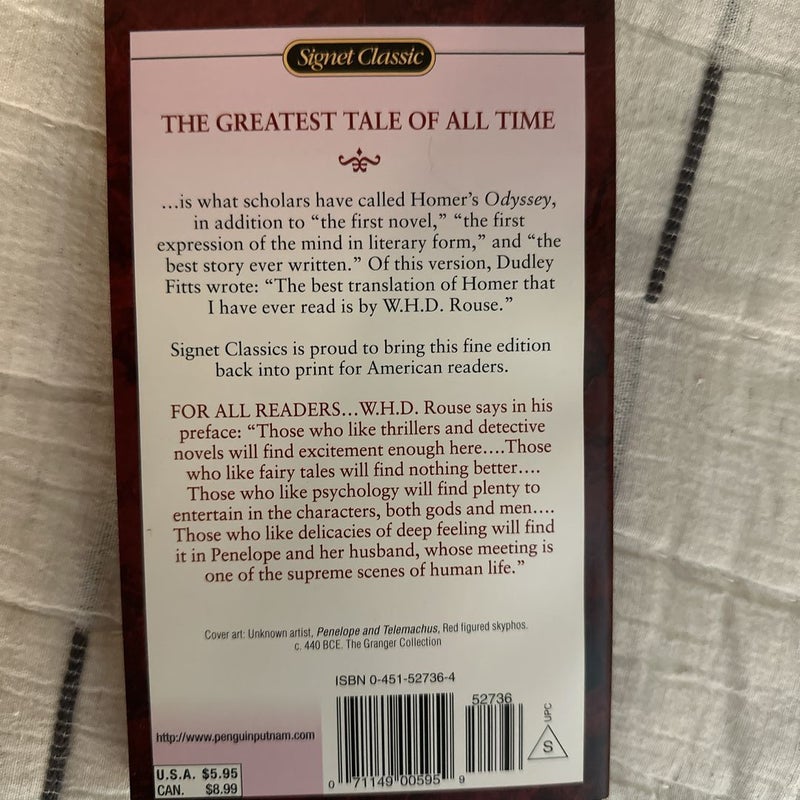 Signet Classic
THE GREATEST TALE OF ALL TIME
...is what scholars have called Homer's Odyssey,
in addition to “the first novel,” “the first
expression of the mind in literary form,” and “the
best story ever written.” Of this version, Dudley
Fitts wrote: “The best translation of Homer that
I have ever read is by W.H.D. Rouse.”
Signet Classics is proud to bring this fine edition
back into print for American readers.
FOR ALL READERS...W.H.D. Rouse says in his
preface: “Those who like thrillers and detective
novels will find excitement enough here....Those
who like fairy tales will find nothing better....
Those who like psychology will find plenty to
entertain in the characters, both gods and men....
Those who like delicacies of deep feeling will find
it in Penelope and her husband, whose meeting is
one of the supreme scenes of human life.”
Cover art: Unknown artist, Penelope and Telemachus, Red figured skyphos.
c. 440 BCE. The Granger Collection
ISBN 0-451-52736-4
52736
UPC
S
http://www.penguinputnam.com
U.S.A. $5.95
CAN. $8.99
0 71149 00595 9